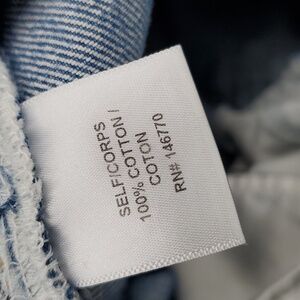 SELF/CORPS
100% COTTON /
COTON
RN# 146770